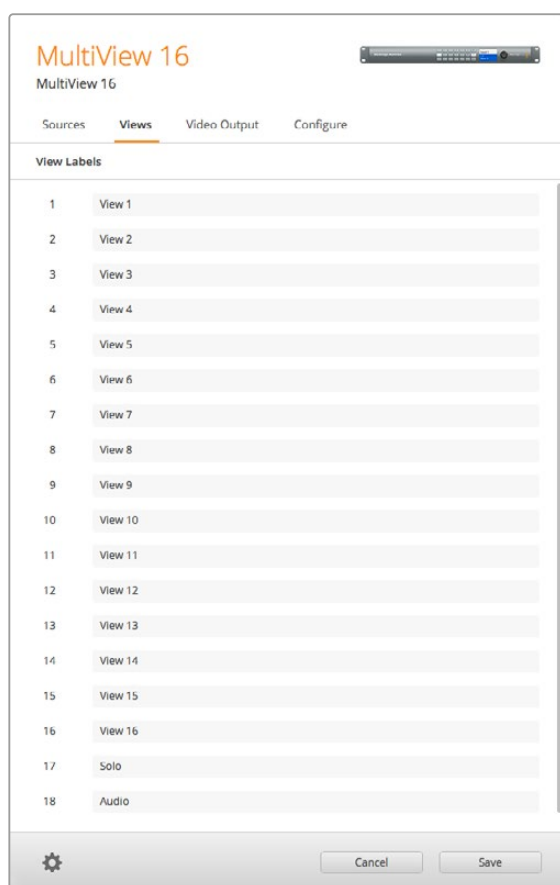 MultiView 16
MultiView 16
Sources Views Video Output Configure
View Labels
1 View 1
2 View 2
3 View 3
4 View 4
5 View 5
6 View 6
7 View 7
8 View 8
9 View 9
10 View 10
11 View 11
12 View 12
13 View 13
14 View 14
15 View 15
16 View 16
17 Solo
18 Audio
Cancel Save